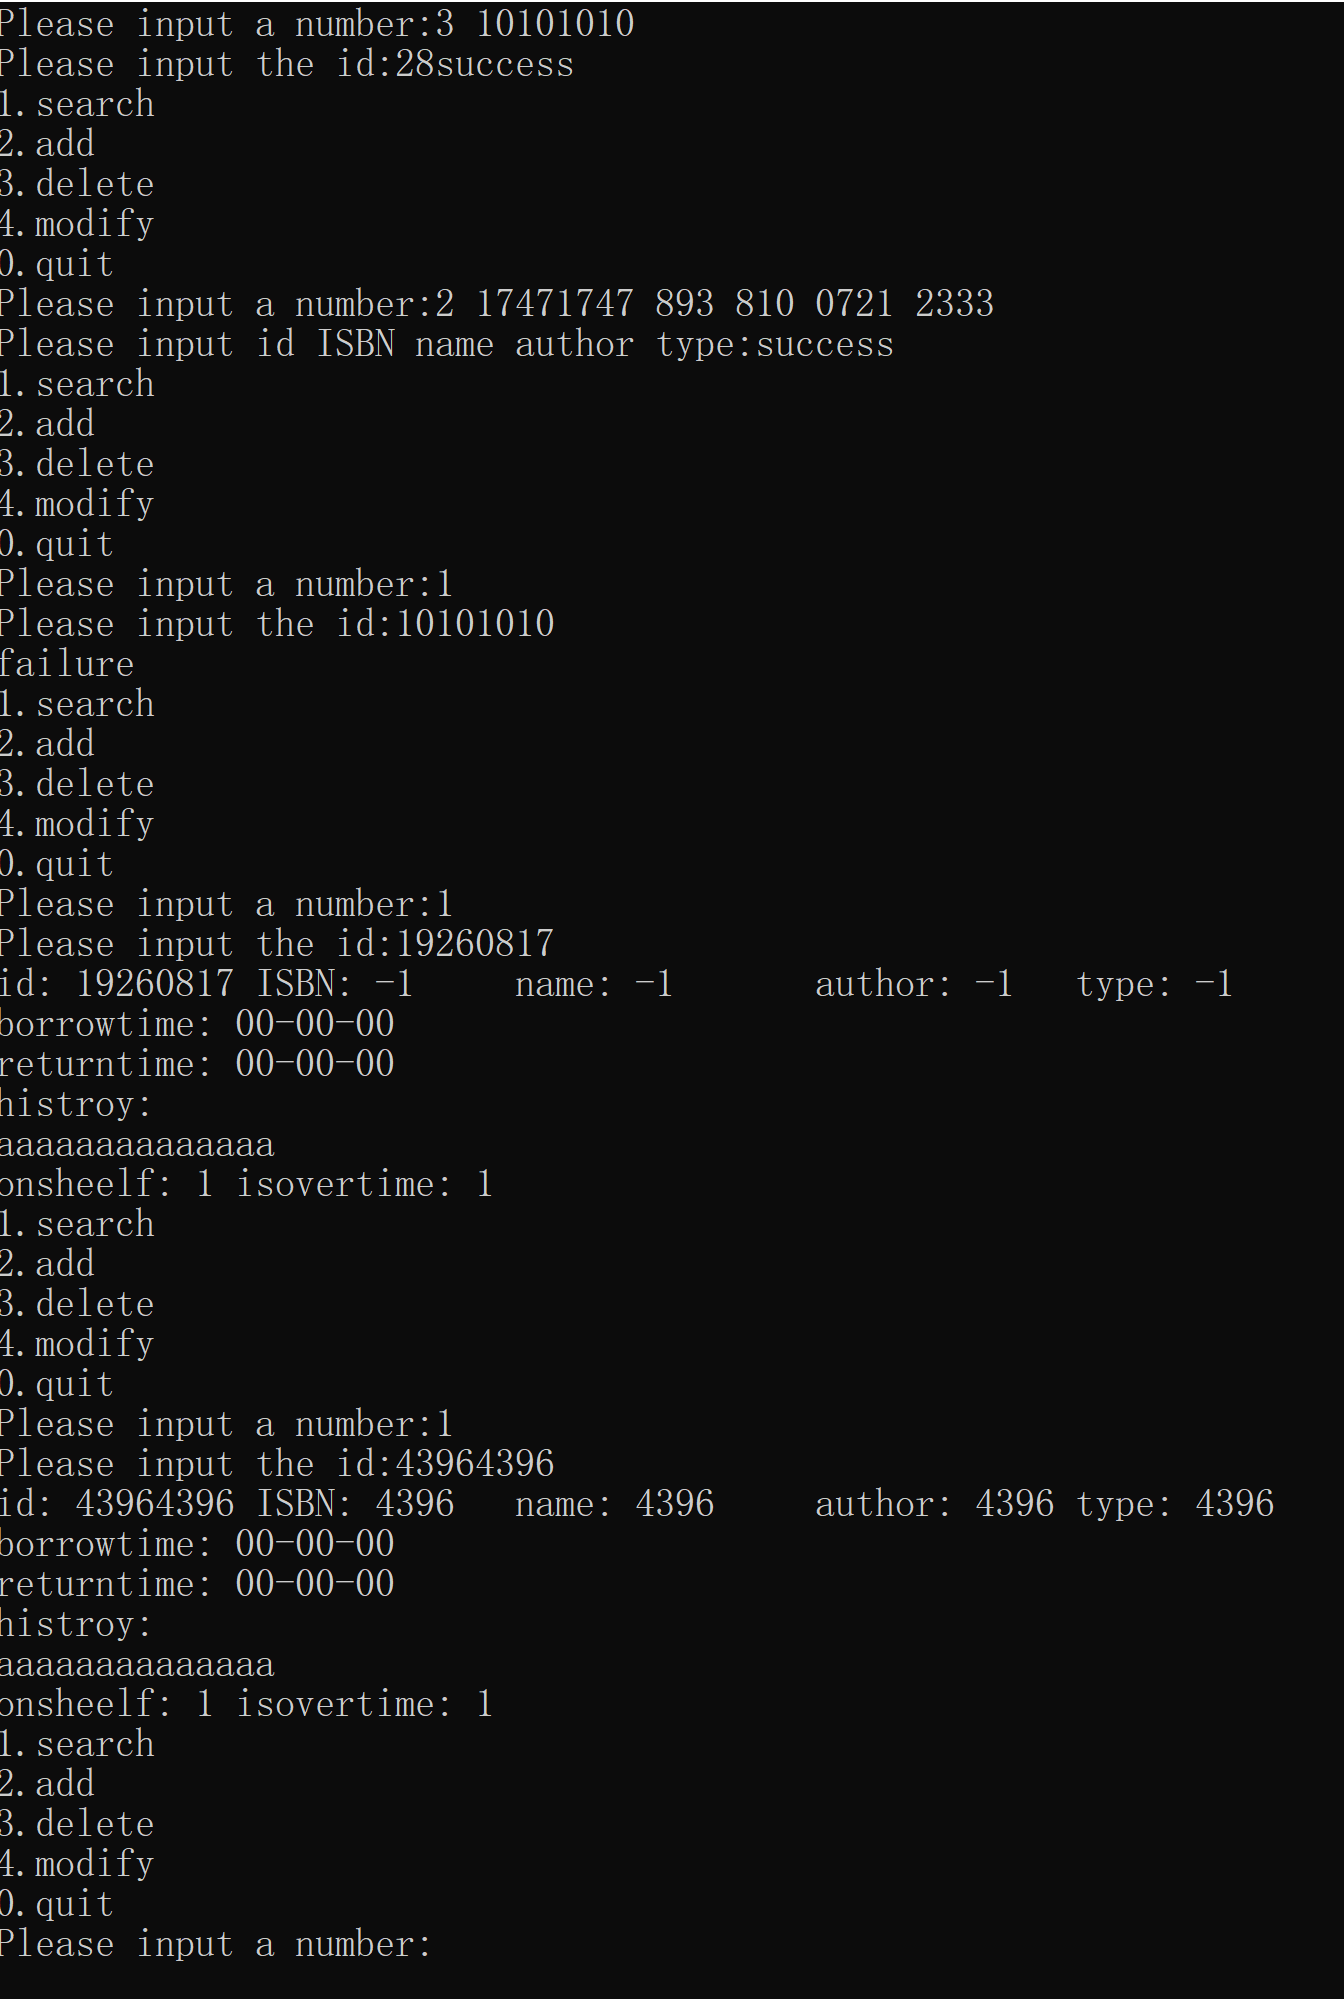 Please input a number:3 10101010
Please input the id:28success
1.search
2.add
3.delete
4.modify
0.quit
Please input a number:2 17471747 893 810 0721 2333
Please input id ISBN name author type:success
1.search
2.add
3.delete
4.modify
0.quit
Please input a number:1
Please input the id:10101010
failure
1.search
2.add
3.delete
4.modify
0.quit
Please input a number:1
Please input the id:19260817
id: 19260817 ISBN: -1 name: -1 author: -1 type: -1
borrowtime: 00-00-00
returntime: 00-00-00
histroy:
aaaaaaaaaaaaaa
onsheelf: 1 isovertime: 1
1.search
2.add
3.delete
4.modify
0.quit
Please input a number:1
Please input the id:43964396
id: 43964396 ISBN: 4396 name: 4396 author: 4396 type: 4396
borrowtime: 00-00-00
returntime: 00-00-00
histroy:
aaaaaaaaaaaaaa
onsheelf: 1 isovertime: 1
1.search
2.add
3.delete
4.modify
0.quit
Please input a number: